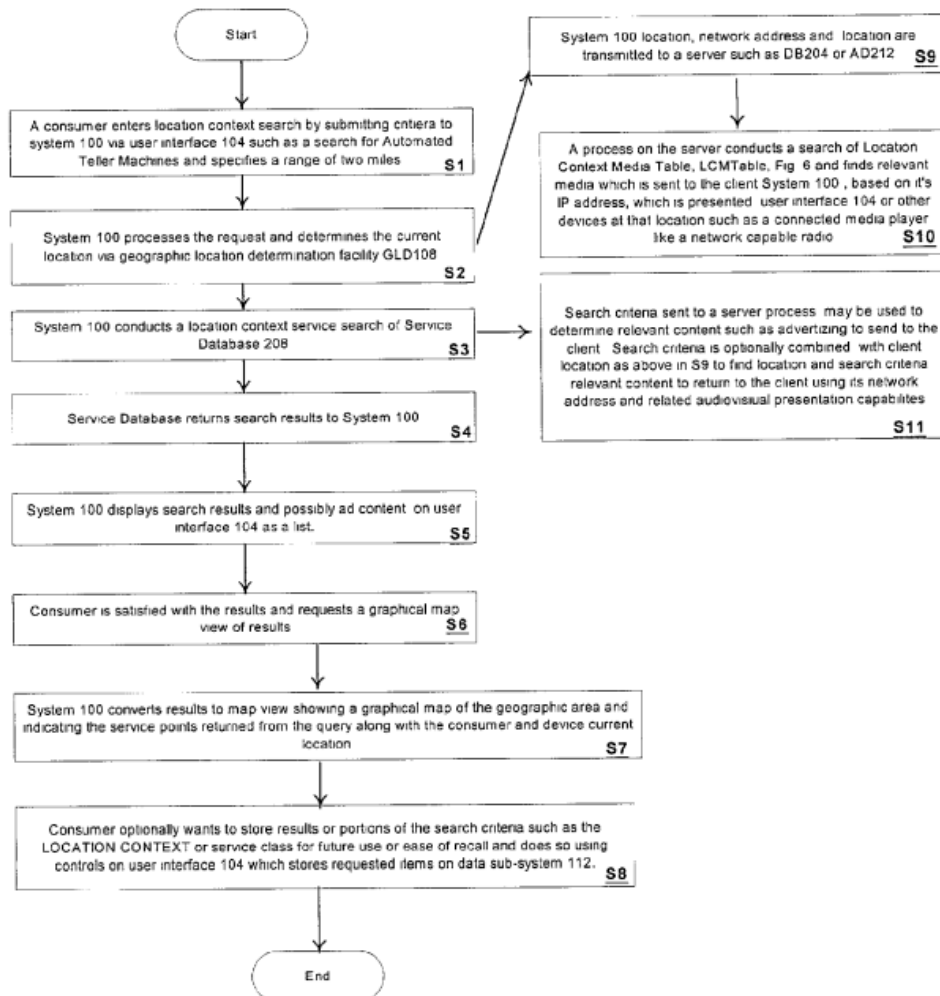 Start
A consumer enters location context search by submitting critiera to
system 100 via user interface 104 such as a search for Automated
Teller Machines and specifies a range of two miles
S1
System 100 processes the request and determines the current
location via geographic location determination facility GLD108
S2
System 100 conducts a location context service search of Service
Database 208
S3
Service Database returns search results to System 100
S4
System 100 displays search results and possibly ad content on user
interface 104 as a list.
S5
Consumer is satisfied with the results and requests a graphical map
view of results
S6
System 100 converts results to map view showing a graphical map of the geographic area and
indicating the service points returned from the query along with the consumer and device current
location
S7
Consumer optionally wants to store results or portions of the search criteria such as the
LOCATION CONTEXT or service class for future use or ease of recall and does so using
controls on user interface 104 which stores requested items on data sub-system 112.
S8
End
System 100 location, network address and location are
transmitted to a server such as DB204 or AD212
S9
A process on the server conducts a search of Location
Context Media Table, LCMTable, Fig 6 and finds relevant
media which is sent to the client System 100 , based on it's
IP address, which is presented user interface 104 or other
devices at that location such as a connected media player
like a network capable radio
S10
Search critria sent to a server process may be used to
determine relevant content such as advertizing to send to the
client Search criteria is optionally combined with client
location as above in S9 to find location and search criteria
relevant content to return to the client using its network
address and related audiovisual presentation capabilites
S11